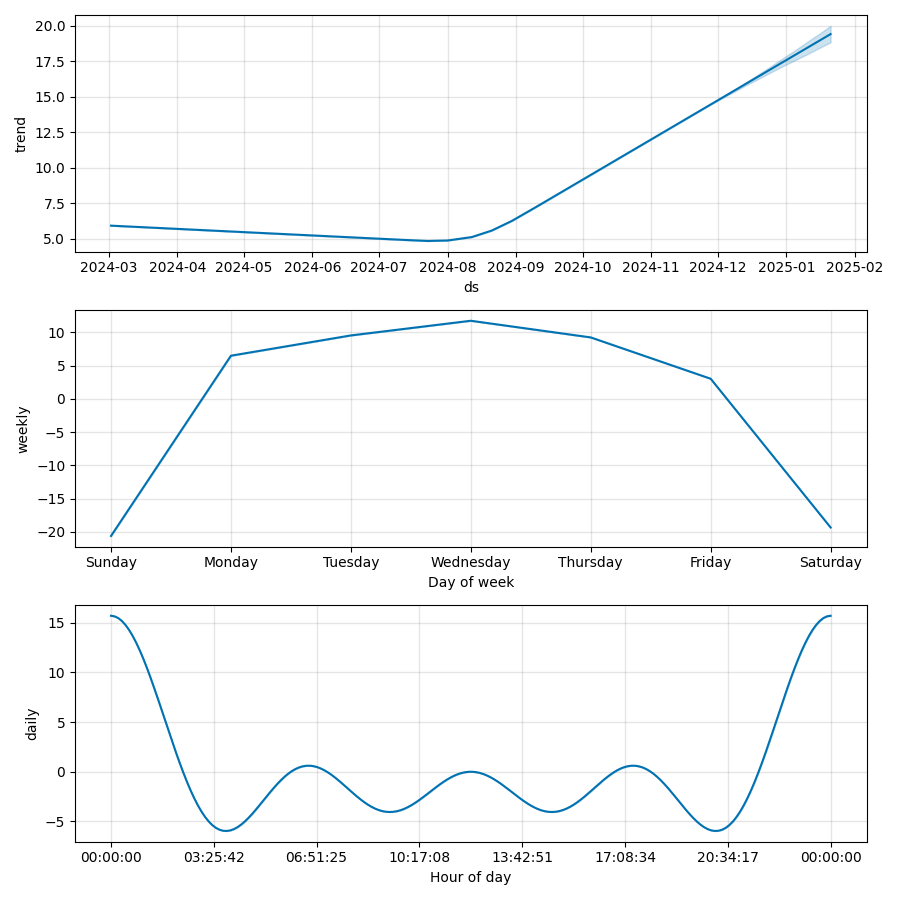 trend
20.0
17.5
15.0
12.5
10.0
7.5
5.0
2024-03 2024-04 2024-05 2024-06 2024-07 2024-08 2024-09 2024-10 2024-11 2024-12 2025-01 2025-02
ds
weekly
10
5
0
−5
−10
−15
−20
Sunday Monday Tuesday Wednesday Thursday Friday Saturday
Day of week
daily
15
10
5
0
−5
00:00:00 03:25:42 06:51:25 10:17:08 13:42:51 17:08:34 20:34:17 00:00:00
Hour of day